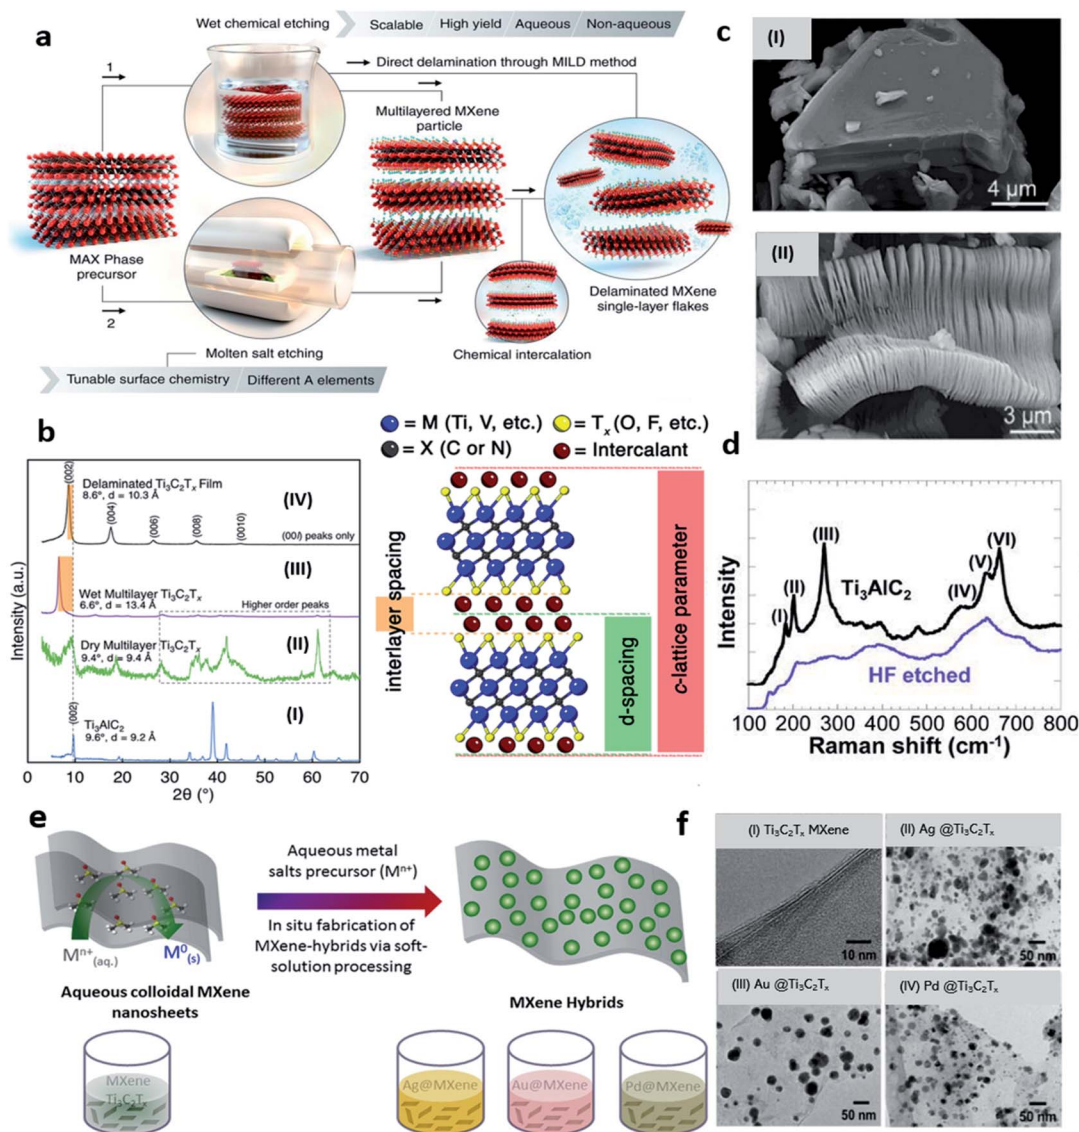 a
Wet chemical etching
Scalable
High yield
Aqueous
Non-aqueous
1
Direct delamination through MILD method
Multilayered MXene
particle
MAX Phase
precursor
2
Molten salt etching
Tunable surface chemistry
Different A elements
Chemical intercalation
Delaminated MXene
single-layer flakes
c
(I)
4 μm
(II)
3 μm
b
Intensity (a.u.)
(002)
Delaminated Ti₃C₂Tₓ Film
8.6°, d = 10.3 Å
(004)
(006)
(008)
(0010)
(IV)
(00l) peaks only
(III)
Wet Multilayer Ti₃C₂Tₓ
6.6°, d = 13.4 Å
Higher order peaks
Dry Multilayer Ti₃C₂Tₓ
9.4°, d = 9.4 Å
(II)
(002)
Ti₃AlC₂
9.6°, d = 9.2 Å
(I)
0 10 20 30 40 50 60 70
2θ (°)
= M (Ti, V, etc.)
= Tₓ(O, F, etc.)
= X (C or N)
= Intercalant
interlayer spacing
d-spacing
c-lattice parameter
d
Intensity
(I)
(II)
(III)
(IV)
(V)
(VI)
Ti₃AlC₂
HF etched
100 200 300 400 500 600 700 800
Raman shift (cm⁻¹)
e
Mⁿ⁺(aq.)
M⁰(s)
Aqueous metal
salts precursor (Mⁿ⁺)
In situ fabrication of
MXene-hybrids via soft-
solution processing
Aqueous colloidal MXene
nanosheets
MXene Hybrids
MXene
Ti₃C₂Tₓ
Ag@MXene
Au@MXene
Pd@MXene
f
(I) Ti₃C₂Tₓ MXene
10 nm
(II) Ag @Ti₃C₂Tₓ
50 nm
(III) Au @Ti₃C₂Tₓ
50 nm
(IV) Pd @Ti₃C₂Tₓ
50 nm